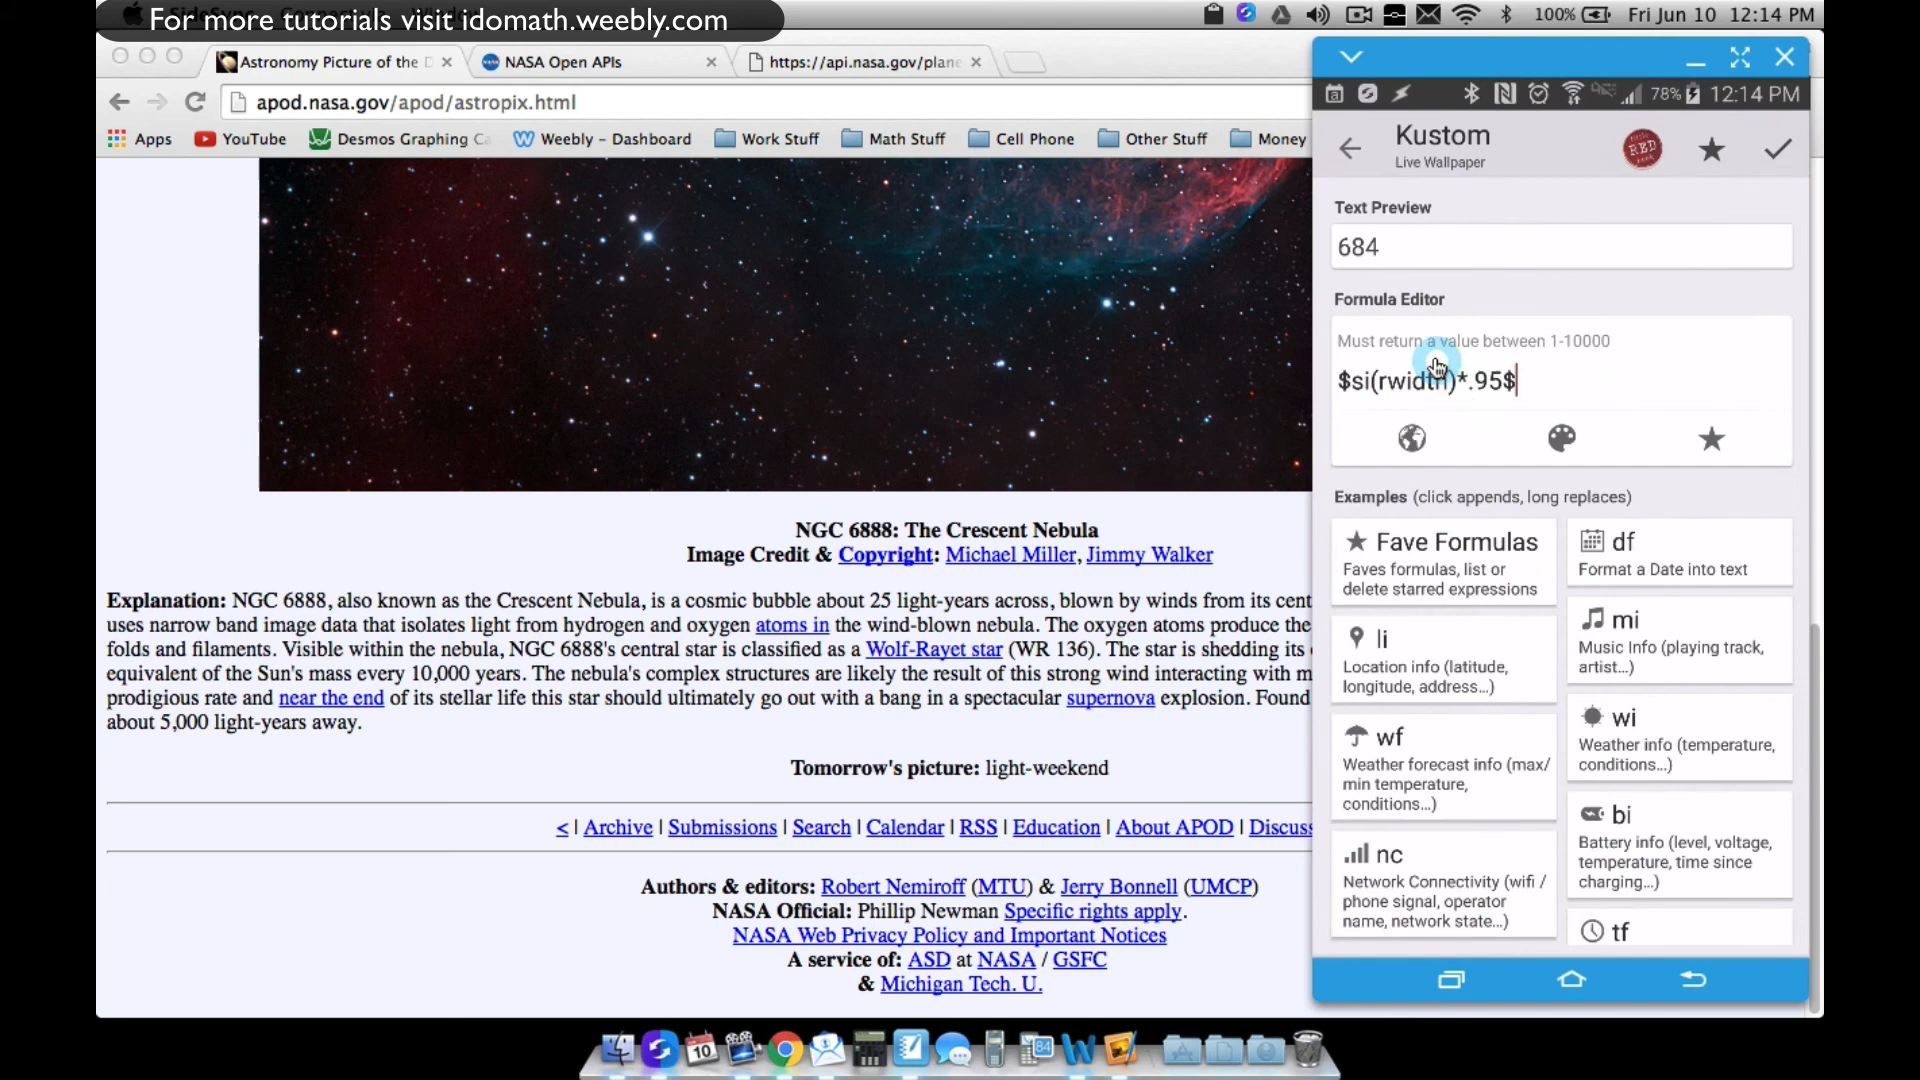 For more tutorials visit idomath.weebly.com
100%
Fri Jun 10 12:14 PM
Astronomy Picture of the D
NASA Open APIs
https://api.nasa.gov/plane
apod.nasa.gov/apod/astropix.html
Apps
YouTube
Desmos Graphing Ca
Weebly - Dashboard
Work Stuff
Math Stuff
Cell Phone
Other Stuff
Money
NGC 6888: The Crescent Nebula
Image Credit & Copyright: Michael Miller, Jimmy Walker
Explanation: NGC 6888, also known as the Crescent Nebula, is a cosmic bubble about 25 light-years across, blown by winds from its cent
uses narrow band image data that isolates light from hydrogen and oxygen atoms in the wind-blown nebula. The oxygen atoms produce the
folds and filaments. Visible within the nebula, NGC 6888's central star is classified as a Wolf-Rayet star (WR 136). The star is shedding its
equivalent of the Sun's mass every 10,000 years. The nebula's complex structures are likely the result of this strong wind interacting with m
prodigious rate and near the end of its stellar life this star should ultimately go out with a bang in a spectacular supernova explosion. Found
about 5,000 light-years away.
Tomorrow's picture: light-weekend
< | Archive | Submissions | Search | Calendar | RSS | Education | About APOD | Discuss
Authors & editors: Robert Nemiroff (MTU) & Jerry Bonnell (UMCP)
NASA Official: Phillip Newman Specific rights apply.
NASA Web Privacy Policy and Important Notices
A service of: ASD at NASA / GSFC
& Michigan Tech. U.
78% 12:14 PM
Kustom
Live Wallpaper
RED
Text Preview
684
Formula Editor
Must return a value between 1-10000
$si(rwidth)*.95$
Examples (click appends, long replaces)
Fave Formulas
Faves formulas, list or
delete starred expressions
df
Format a Date into text
li
Location info (latitude,
longitude, address...)
mi
Music Info (playing track,
artist...)
wf
Weather forecast info (max/
min temperature,
conditions...)
wi
Weather info (temperature,
conditions...)
bi
Battery info (level, voltage,
temperature, time since
charging...)
nc
Network Connectivity (wifi /
phone signal, operator
name, network state...)
tf
10
84